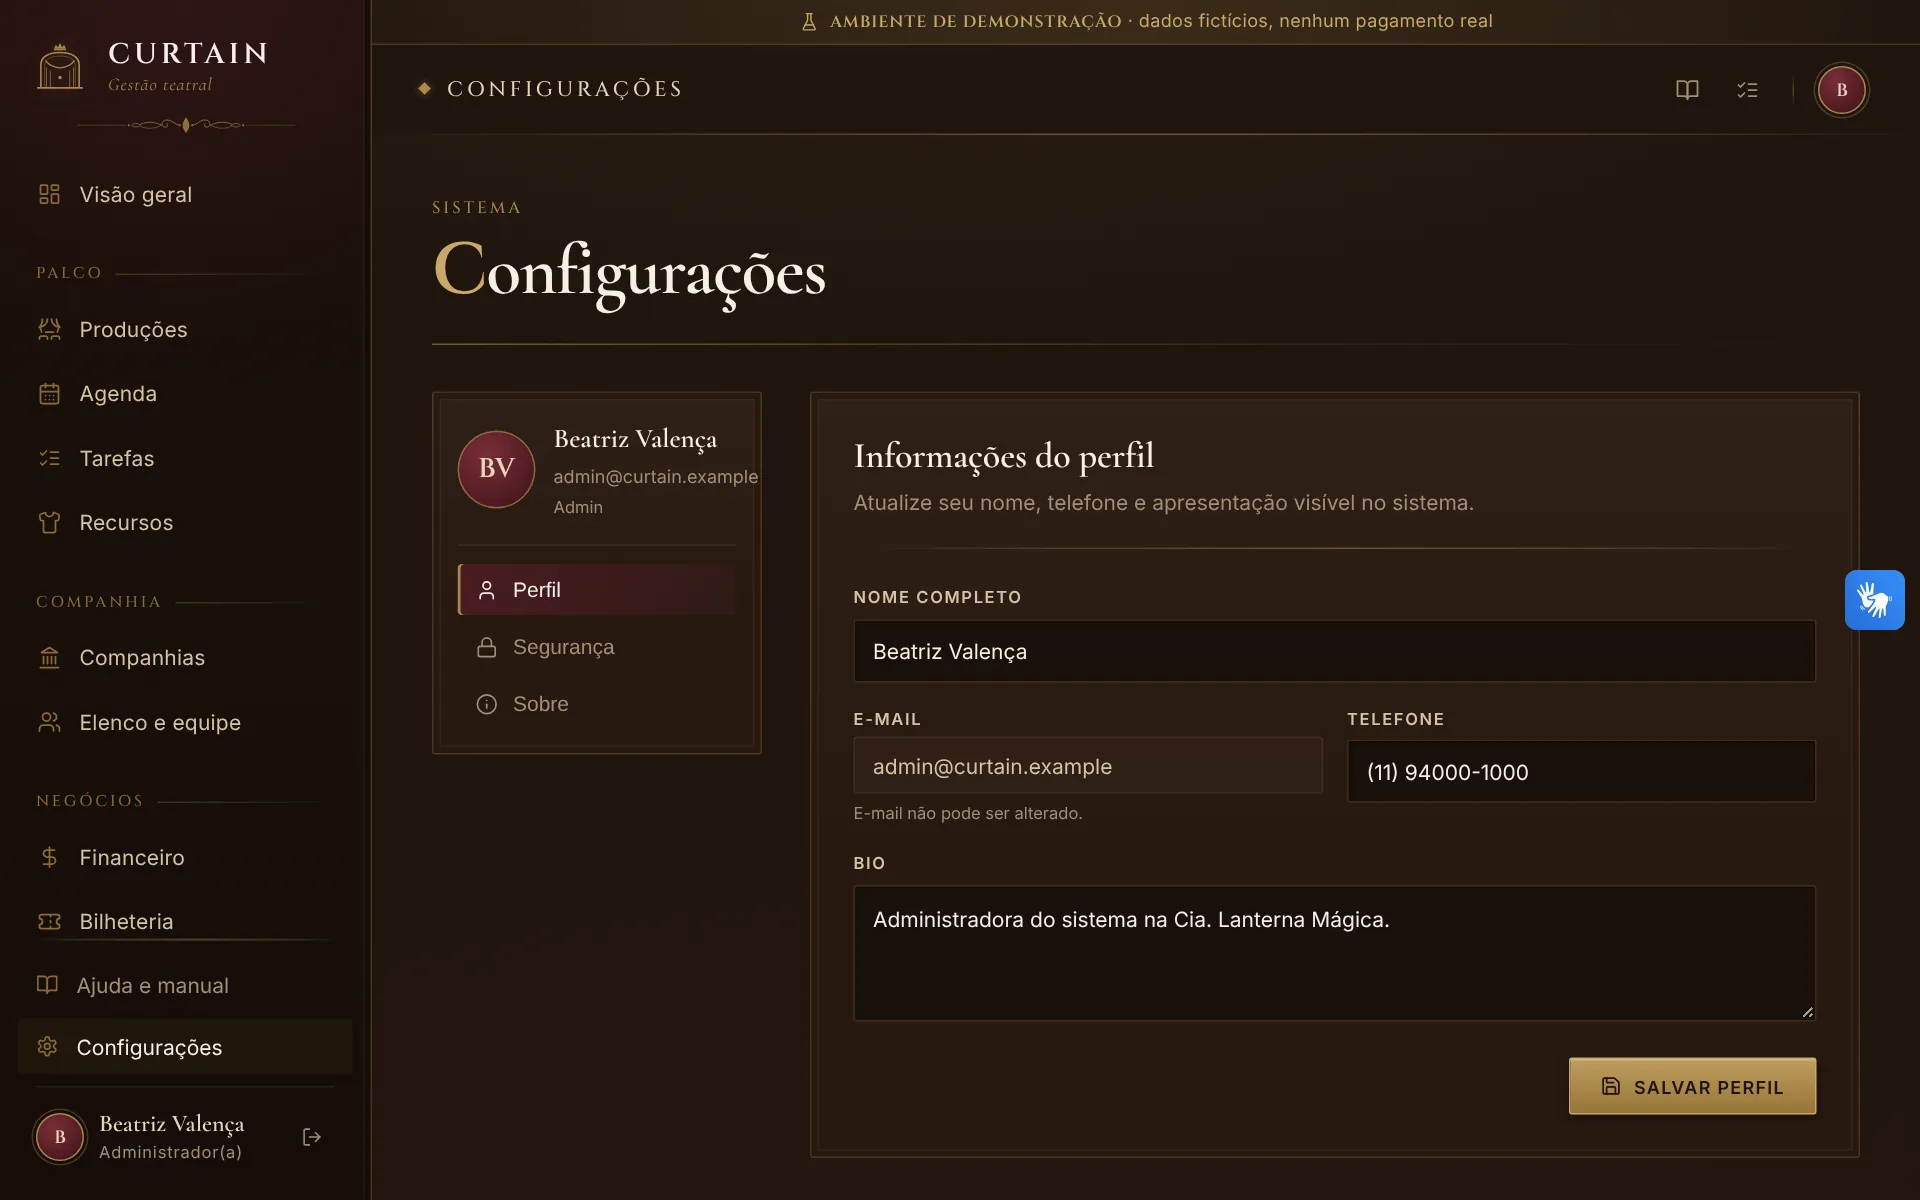 CURTAIN
Gestão teatral
Visão geral
PALCO
Produções
Agenda
Tarefas
Recursos
COMPANHIA
Companhias
Elenco e equipe
NEGÓCIOS
Financeiro
Bilheteria
Ajuda e manual
Configurações
B
Beatriz Valença
Administrador(a)
AMBIENTE DE DEMONSTRAÇÃO · dados fictícios, nenhum pagamento real
CONFIGURAÇÕES
B
SISTEMA
Configurações
BV
Beatriz Valença
admin@curtain.example
Admin
Perfil
Segurança
Sobre
Informações do perfil
Atualize seu nome, telefone e apresentação visível no sistema.
NOME COMPLETO
Beatriz Valença
E-MAIL
admin@curtain.example
E-mail não pode ser alterado.
TELEFONE
(11) 94000-1000
BIO
Administradora do sistema na Cia. Lanterna Mágica.
SALVAR PERFIL